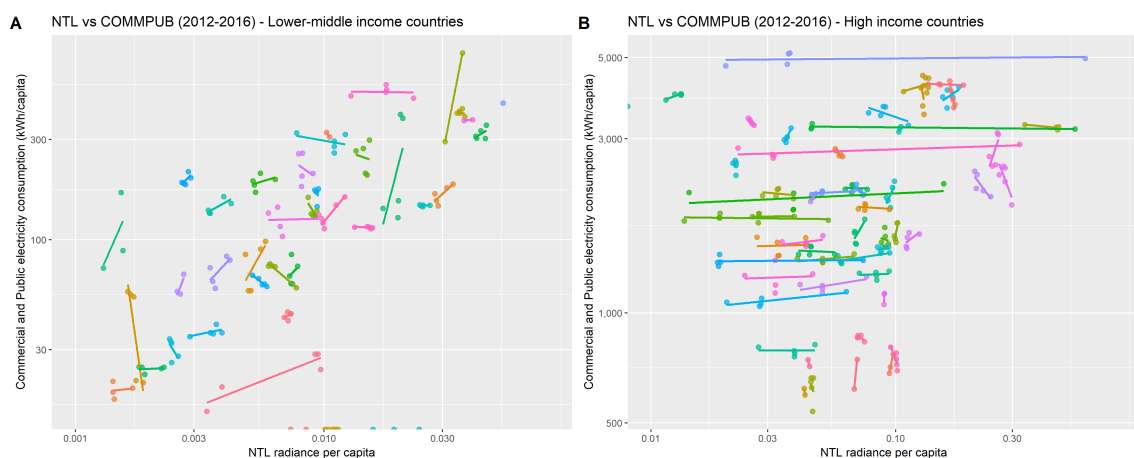 A
NTL vs COMMPUB (2012-2016) - Lower-middle income countries
Commercial and Public electricity consumption (kWh/capita)
300
100
30
0.001
0.003
0.010
0.030
NTL radiance per capita
B
NTL vs COMMPUB (2012-2016) - High income countries
Commercial and Public electricity consumption (kWh/capita)
5,000
3,000
1,000
500
0.01
0.03
0.10
0.30
NTL radiance per capita